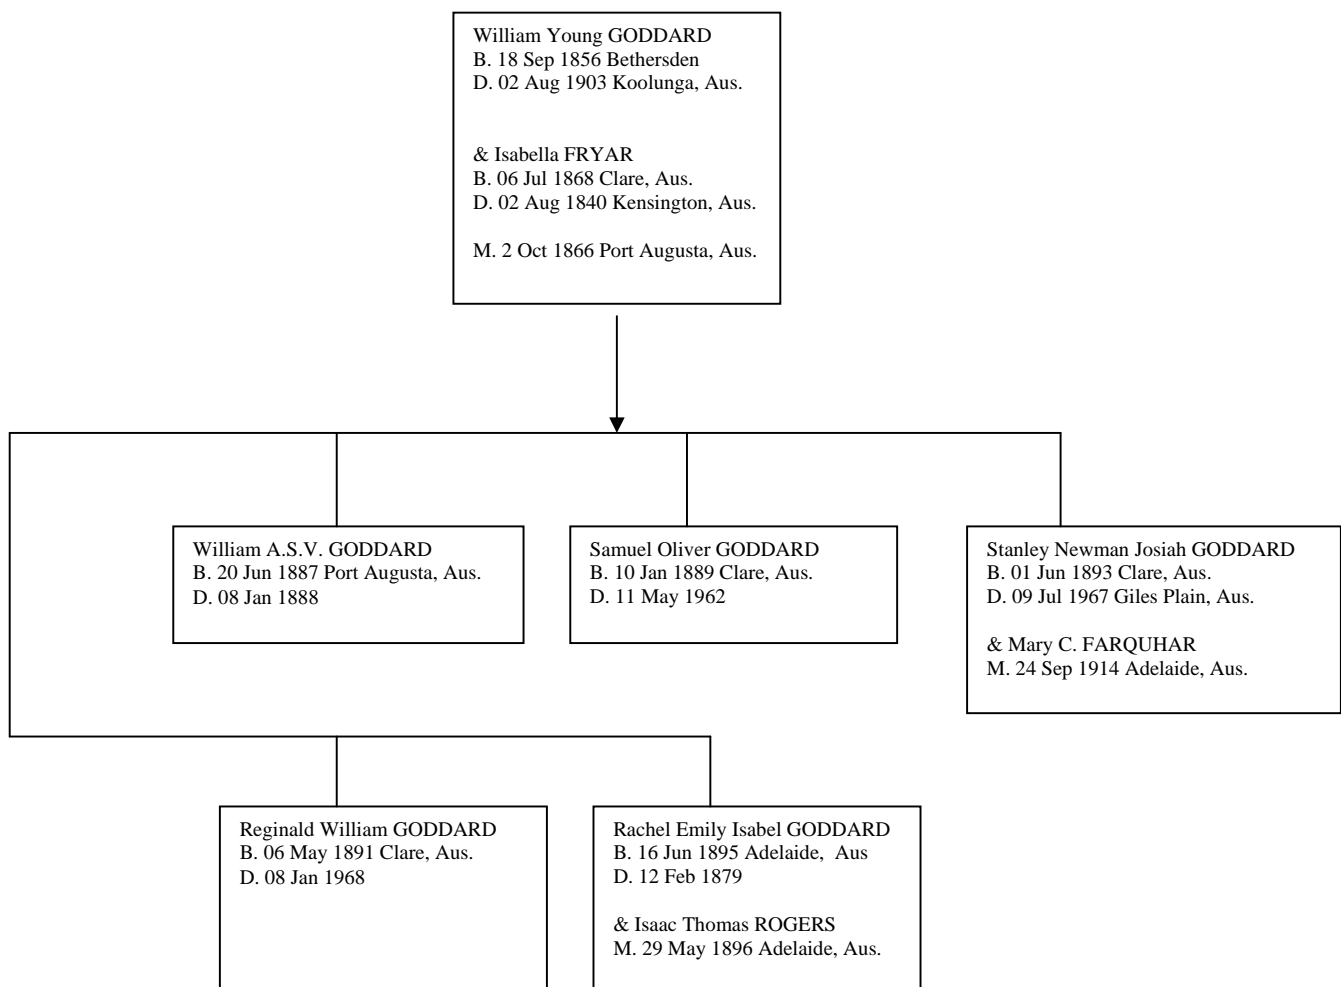 William Young GODDARD
B. 18 Sep 1856 Bethersden
D. 02 Aug 1903 Koolunga, Aus.
& Isabella FRYAR
B. 06 Jul 1868 Clare, Aus.
D. 02 Aug 1840 Kensington, Aus.
M. 2 Oct 1866 Port Augusta, Aus.
William A.S.V. GODDARD
B. 20 Jun 1887 Port Augusta, Aus.
D. 08 Jan 1888
Samuel Oliver GODDARD
B. 10 Jan 1889 Clare, Aus.
D. 11 May 1962
Stanley Newman Josiah GODDARD
B. 01 Jun 1893 Clare, Aus.
D. 09 Jul 1967 Giles Plain, Aus.
& Mary C. FARQUHAR
M. 24 Sep 1914 Adelaide, Aus.
Reginald William GODDARD
B. 06 May 1891 Clare, Aus.
D. 08 Jan 1968
Rachel Emily Isabel GODDARD
B. 16 Jun 1895 Adelaide,  Aus
D. 12 Feb 1879
& Isaac Thomas ROGERS
M. 29 May 1896 Adelaide, Aus.